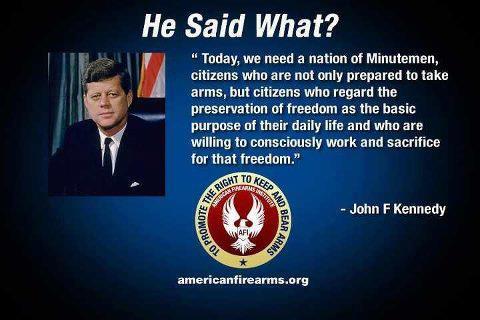 He Said What?
“ Today, we need a nation of Minutemen,
citizens who are not only prepared to take
arms, but citizens who regard the
preservation of freedom as the basic
purpose of their daily life and who are
willing to consciously work and sacrifice
for that freedom.”
- John F Kennedy
TO PROMOTE THE RIGHT TO KEEP AND BEAR ARMS
AMERICAN FIREARMS INSTITUTE
AFI
americanfirearms.org